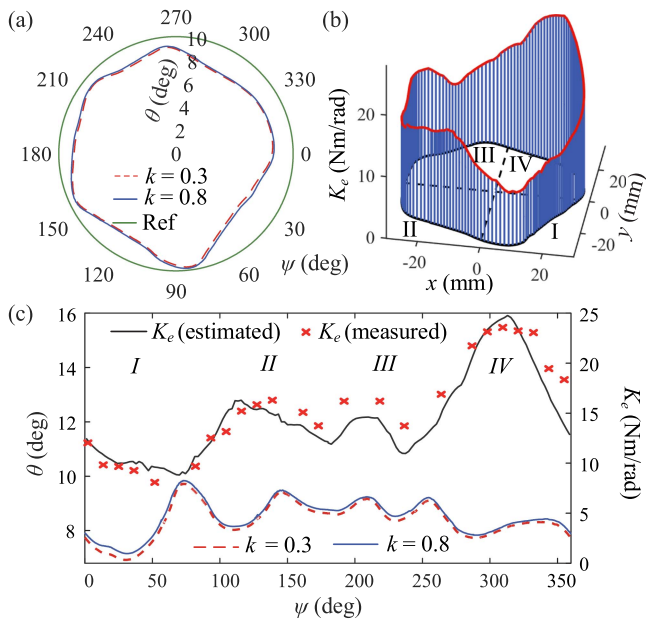 (a)
270
240
300
210
330
180
0
150
30
120
60
90
10
8
6
4
2
0
θ (deg)
ψ (deg)
k = 0.3
k = 0.8
Ref
(b)
K_e (Nm/rad)
20
10
0
III
IV
II
I
-20
0
20
x (mm)
20
0
-20
y (mm)
(c)
K_e (estimated)
K_e (measured)
I
II
III
IV
16
14
12
10
8
θ (deg)
25
20
15
10
5
0
K_e (Nm/rad)
k = 0.3
k = 0.8
0 50 100 150 200 250 300 350
ψ (deg)